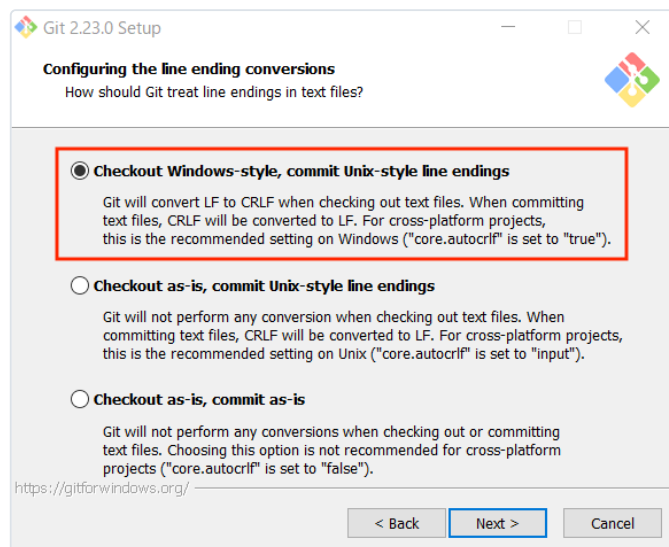 Git 2.23.0 Setup
Configuring the line ending conversions
How should Git treat line endings in text files?
Checkout Windows-style, commit Unix-style line endings
Git will convert LF to CRLF when checking out text files. When committing
text files, CRLF will be converted to LF. For cross-platform projects,
this is the recommended setting on Windows ("core.autocrlf" is set to "true").
Checkout as-is, commit Unix-style line endings
Git will not perform any conversion when checking out text files. When
committing text files, CRLF will be converted to LF. For cross-platform projects,
this is the recommended setting on Unix ("core.autocrlf" is set to "input").
Checkout as-is, commit as-is
Git will not perform any conversions when checking out or committing
text files. Choosing this option is not recommended for cross-platform
projects ("core.autocrlf" is set to "false").
https://gitforwindows.org/
< Back Next > Cancel